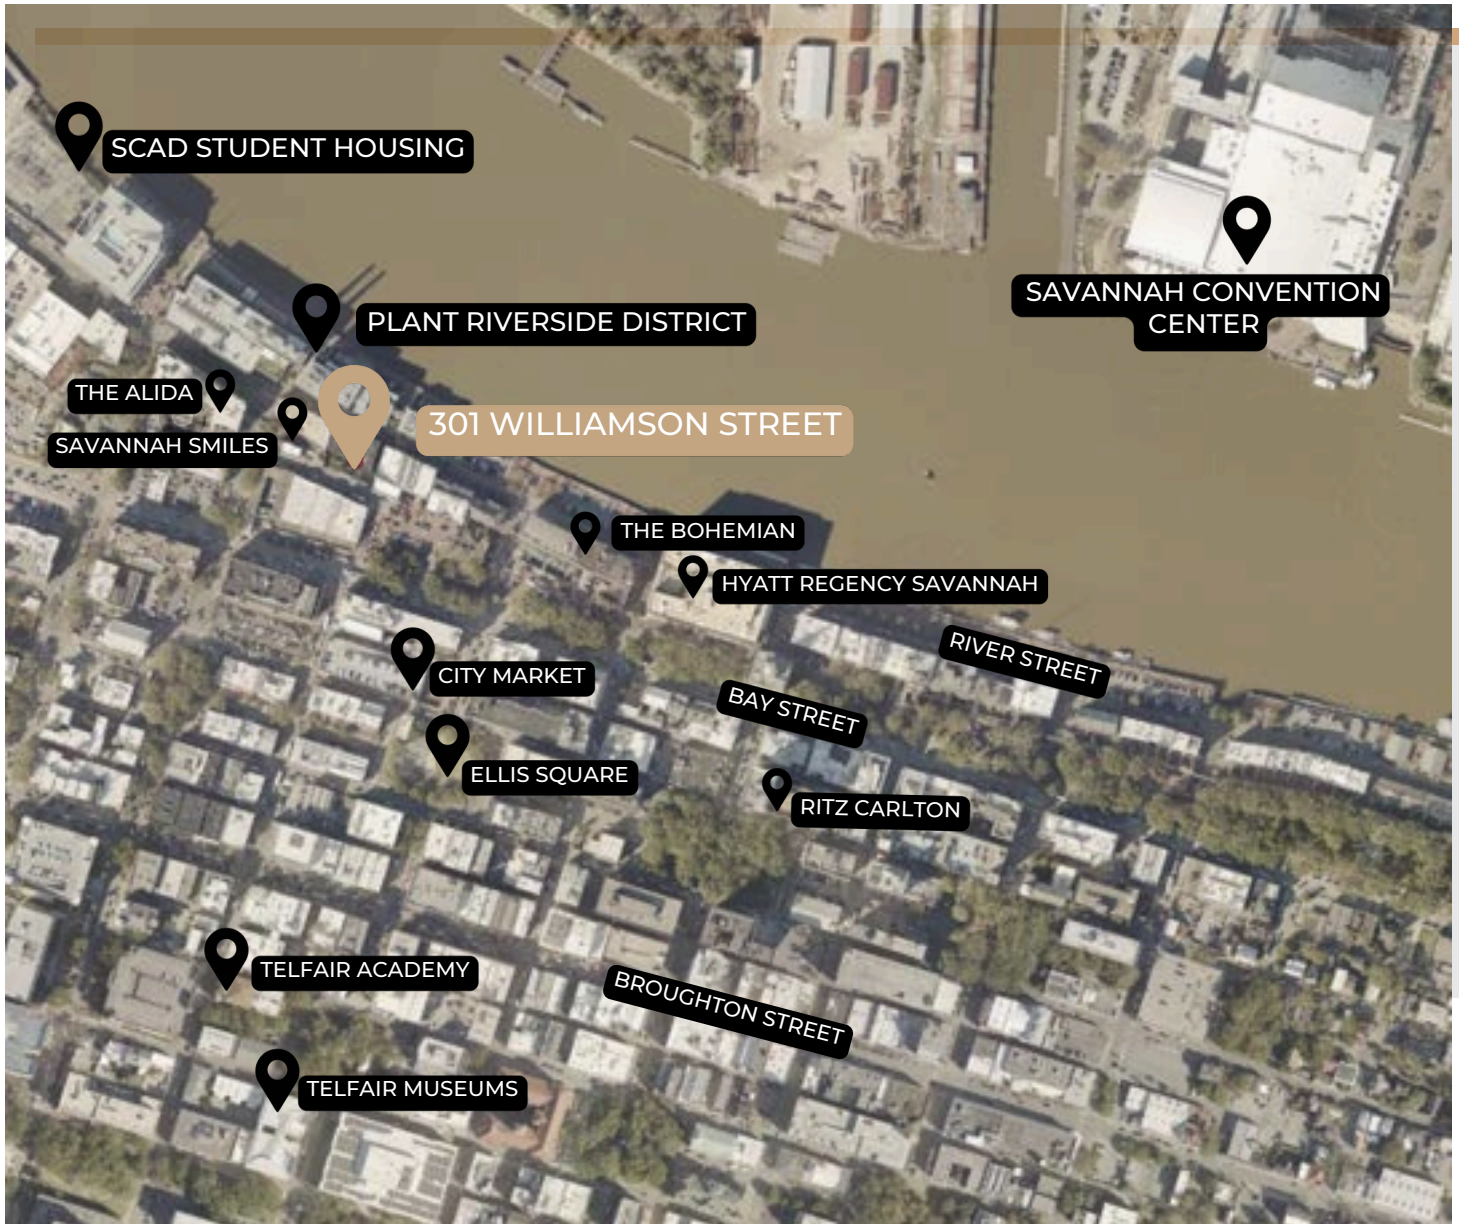 SCAD STUDENT HOUSING
SAVANNAH CONVENTION
CENTER
PLANT RIVERSIDE DISTRICT
THE ALIDA
301 WILLIAMSON STREET
SAVANNAH SMILES
THE BOHEMIAN
HYATT REGENCY SAVANNAH
RIVER STREET
CITY MARKET
BAY STREET
ELLIS SQUARE
RITZ CARLTON
TELFAIR ACADEMY
BROUGHTON STREET
TELFAIR MUSEUMS